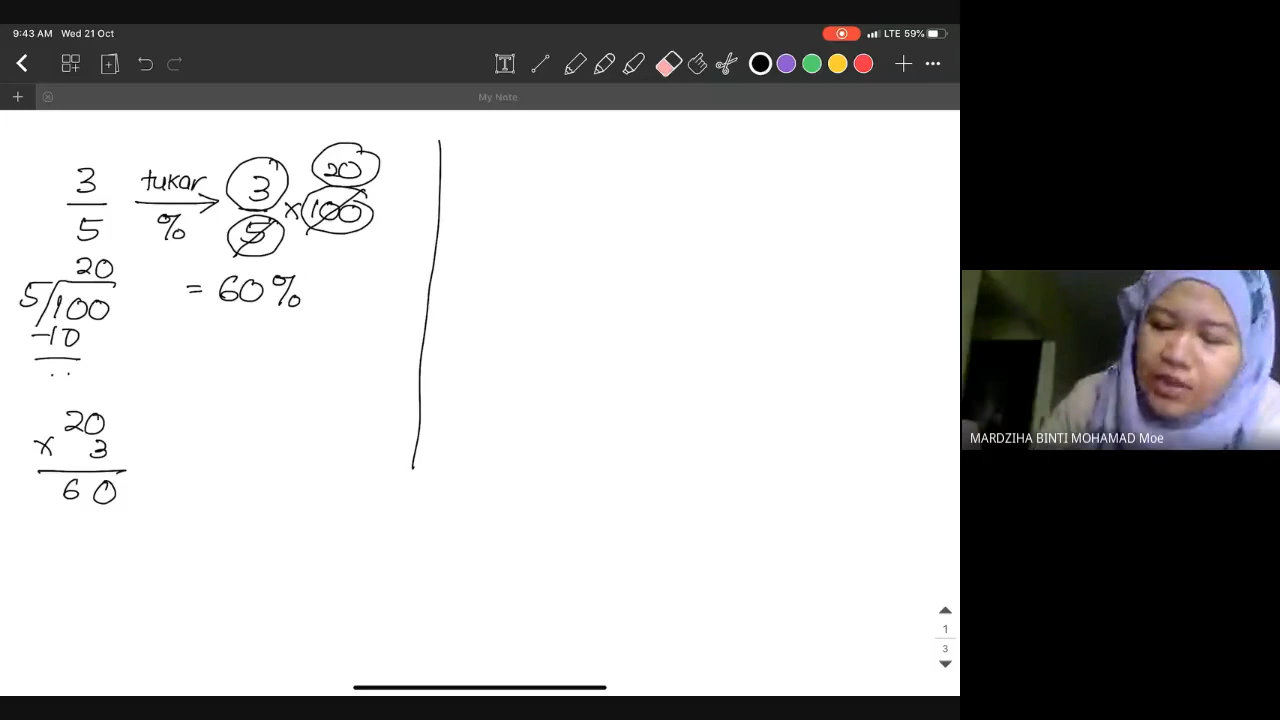 9:43 AM Wed 21 Oct
LTE 59%
My Note
3 tukar 3 20
5 % 5 x 100
20
5/100 = 60%
-10
..
20
x 3
60
1
3
MARDZIHA BINTI MOHAMAD Moe